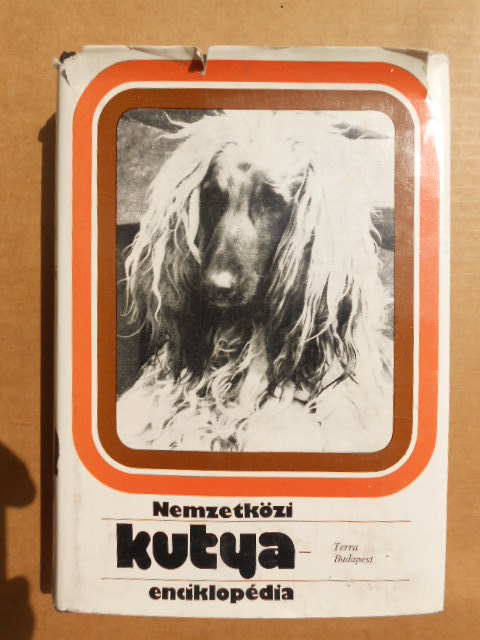 Nemzetközi
kutya-
enciklopédia
Terra
Budapest